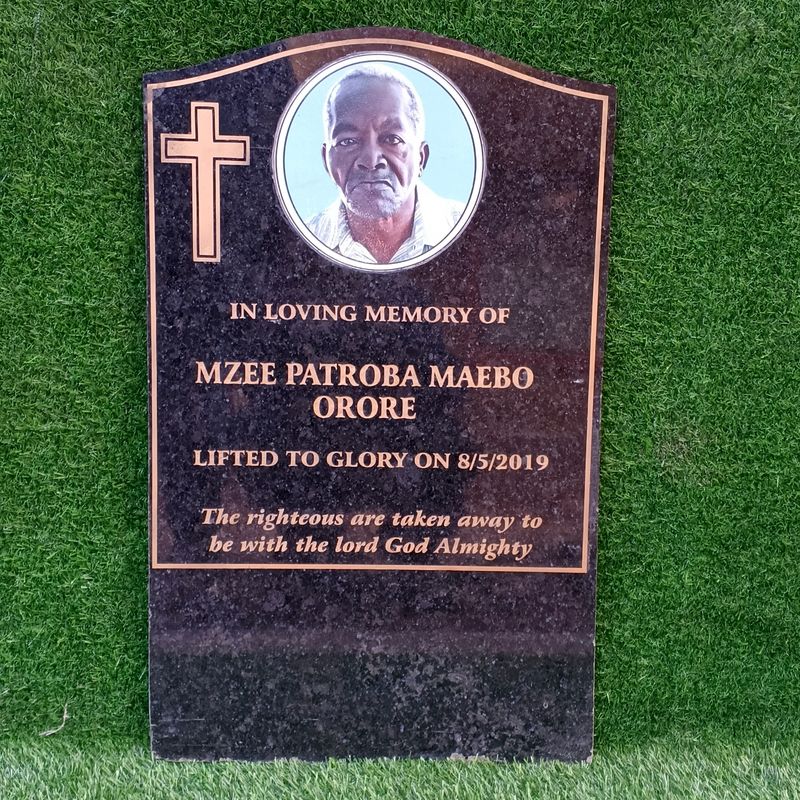 IN LOVING MEMORY OF
MZEE PATROBA MAEBO
ORORE
LIFTED TO GLORY ON 8/5/2019
The righteous are taken away to
be with the lord God Almighty